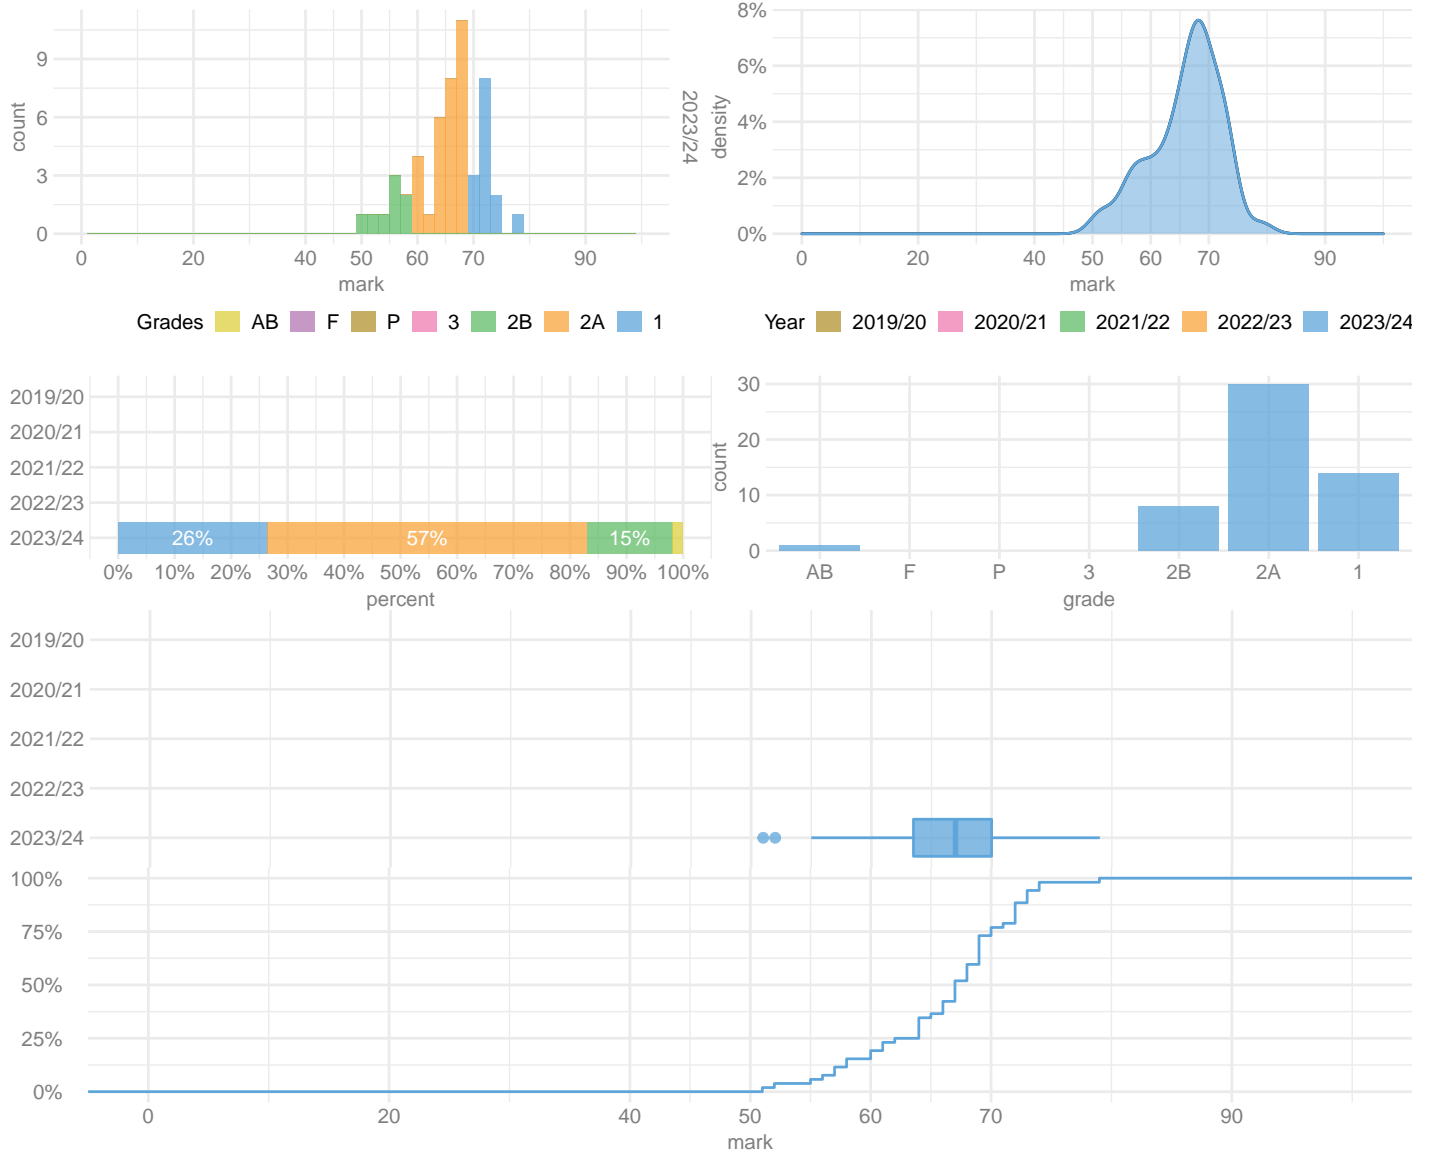 9
6
3
0
count
0 20 40 60 70 90
mark
2023/24
8%
6%
4%
2%
0%
density
0 20 40 50 60 70 90
mark
Grades AB F P 3 2B 2A 1
Year 2019/20 2020/21 2021/22 2022/23 2023/24
2019/20
2020/21
2021/22
2022/23
2023/24
26% 57% 15%
0% 10% 20% 30% 40% 50% 60% 70% 80% 90% 100%
percent
30
20
10
0
count
AB F P 3 2B 2A 1
grade
2019/20
2020/21
2021/22
2022/23
2023/24
100%
75%
50%
25%
0%
0 20 40 50 60 70 90
mark